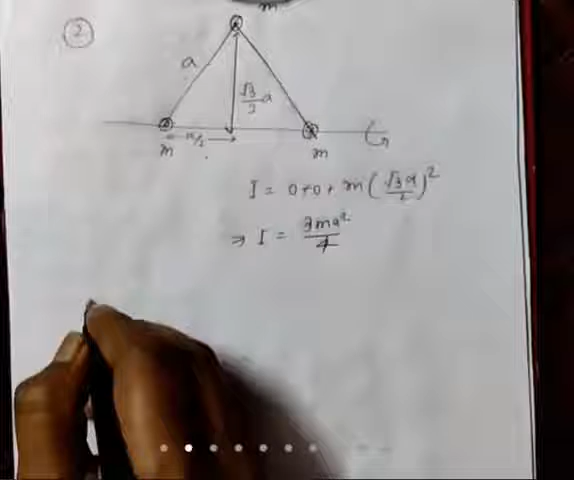 2
m
a
√3/2 a
a/2
m
m
I = 0+0+ m(√3a/2)²
⇒ I = 3ma²/4